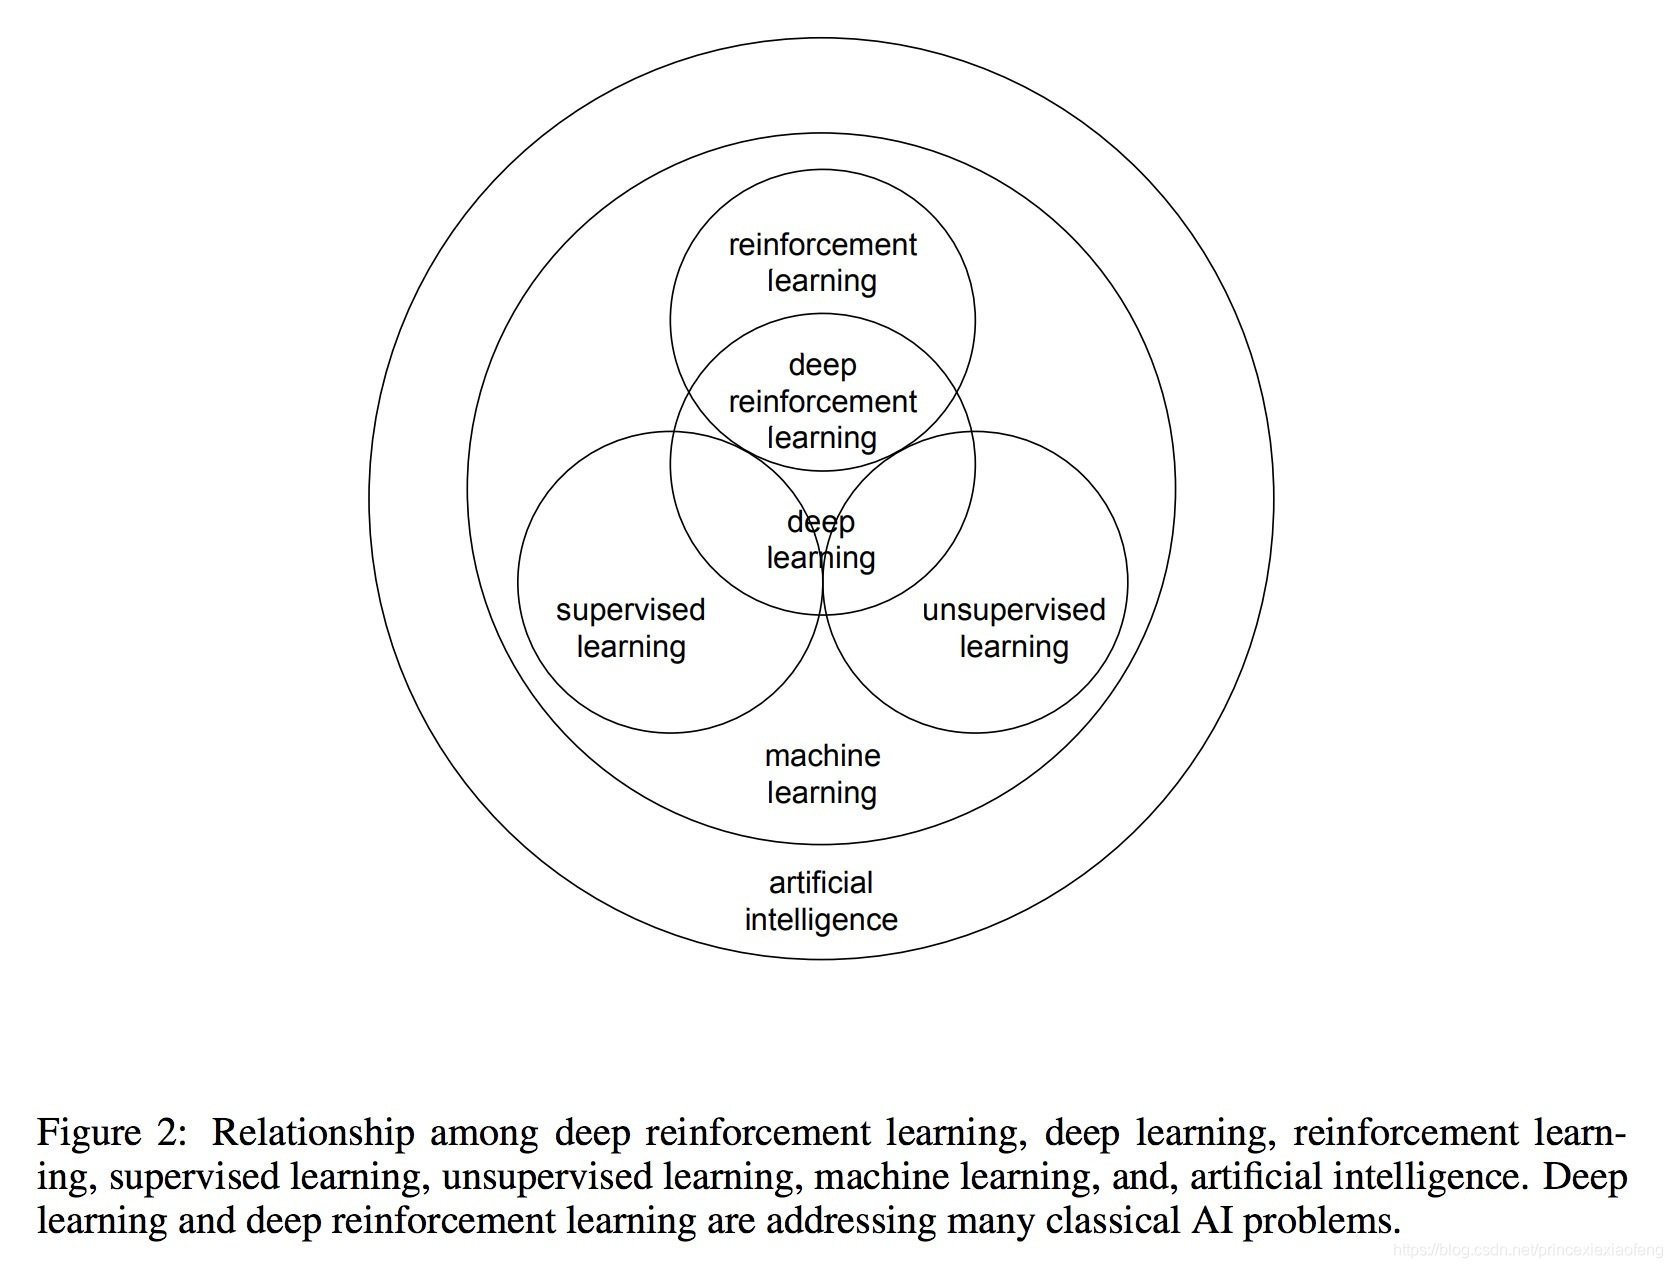 reinforcement
learning
deep
reinforcement
learning
deep
learning
supervised
learning
unsupervised
learning
machine
learning
artificial
intelligence
Figure 2: Relationship among deep reinforcement learning, deep learning, reinforcement learn-
ing, supervised learning, unsupervised learning, machine learning, and, artificial intelligence. Deep
learning and deep reinforcement learning are addressing many classical AI problems.
https://blog.csdn.net/princexiexiaofeng